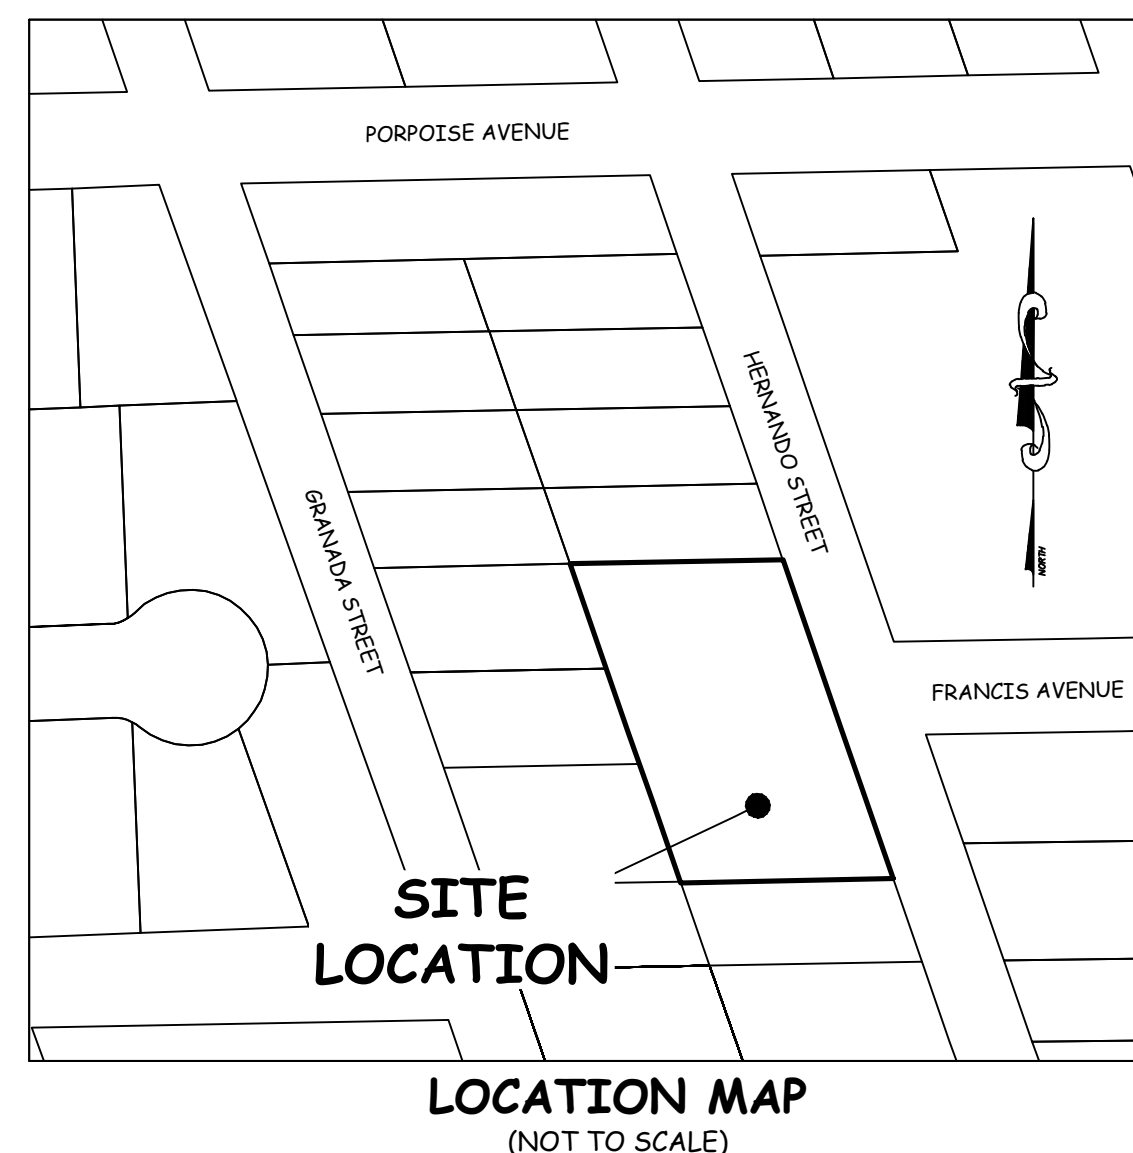 PORPOISE AVENUE
HERNANDO STREET
GRANADA STREET
NORTH
FRANCIS AVENUE
SITE
LOCATION
LOCATION MAP
(NOT TO SCALE)